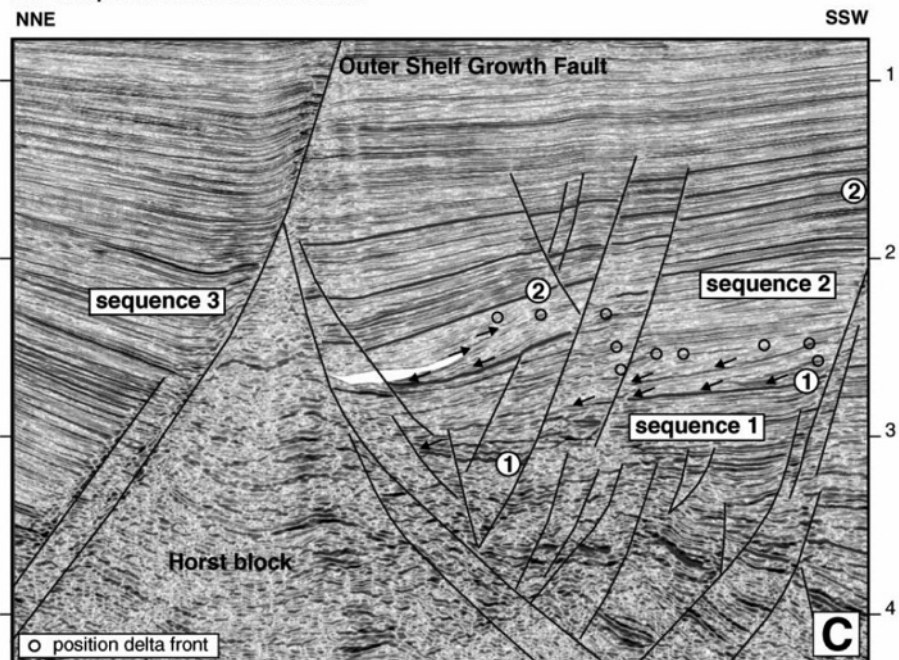 NNE
SSW
Outer Shelf Growth Fault
1
2
2
sequence 3
sequence 2
2
1
sequence 1
3
1
Horst block
4
C
position delta front